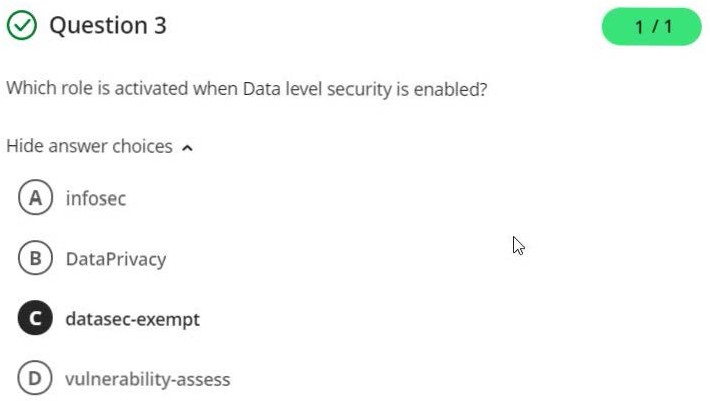 Question 3
1 / 1
Which role is activated when Data level security is enabled?
Hide answer choices
A infosec
B DataPrivacy
C datasec-exempt
D vulnerability-assess